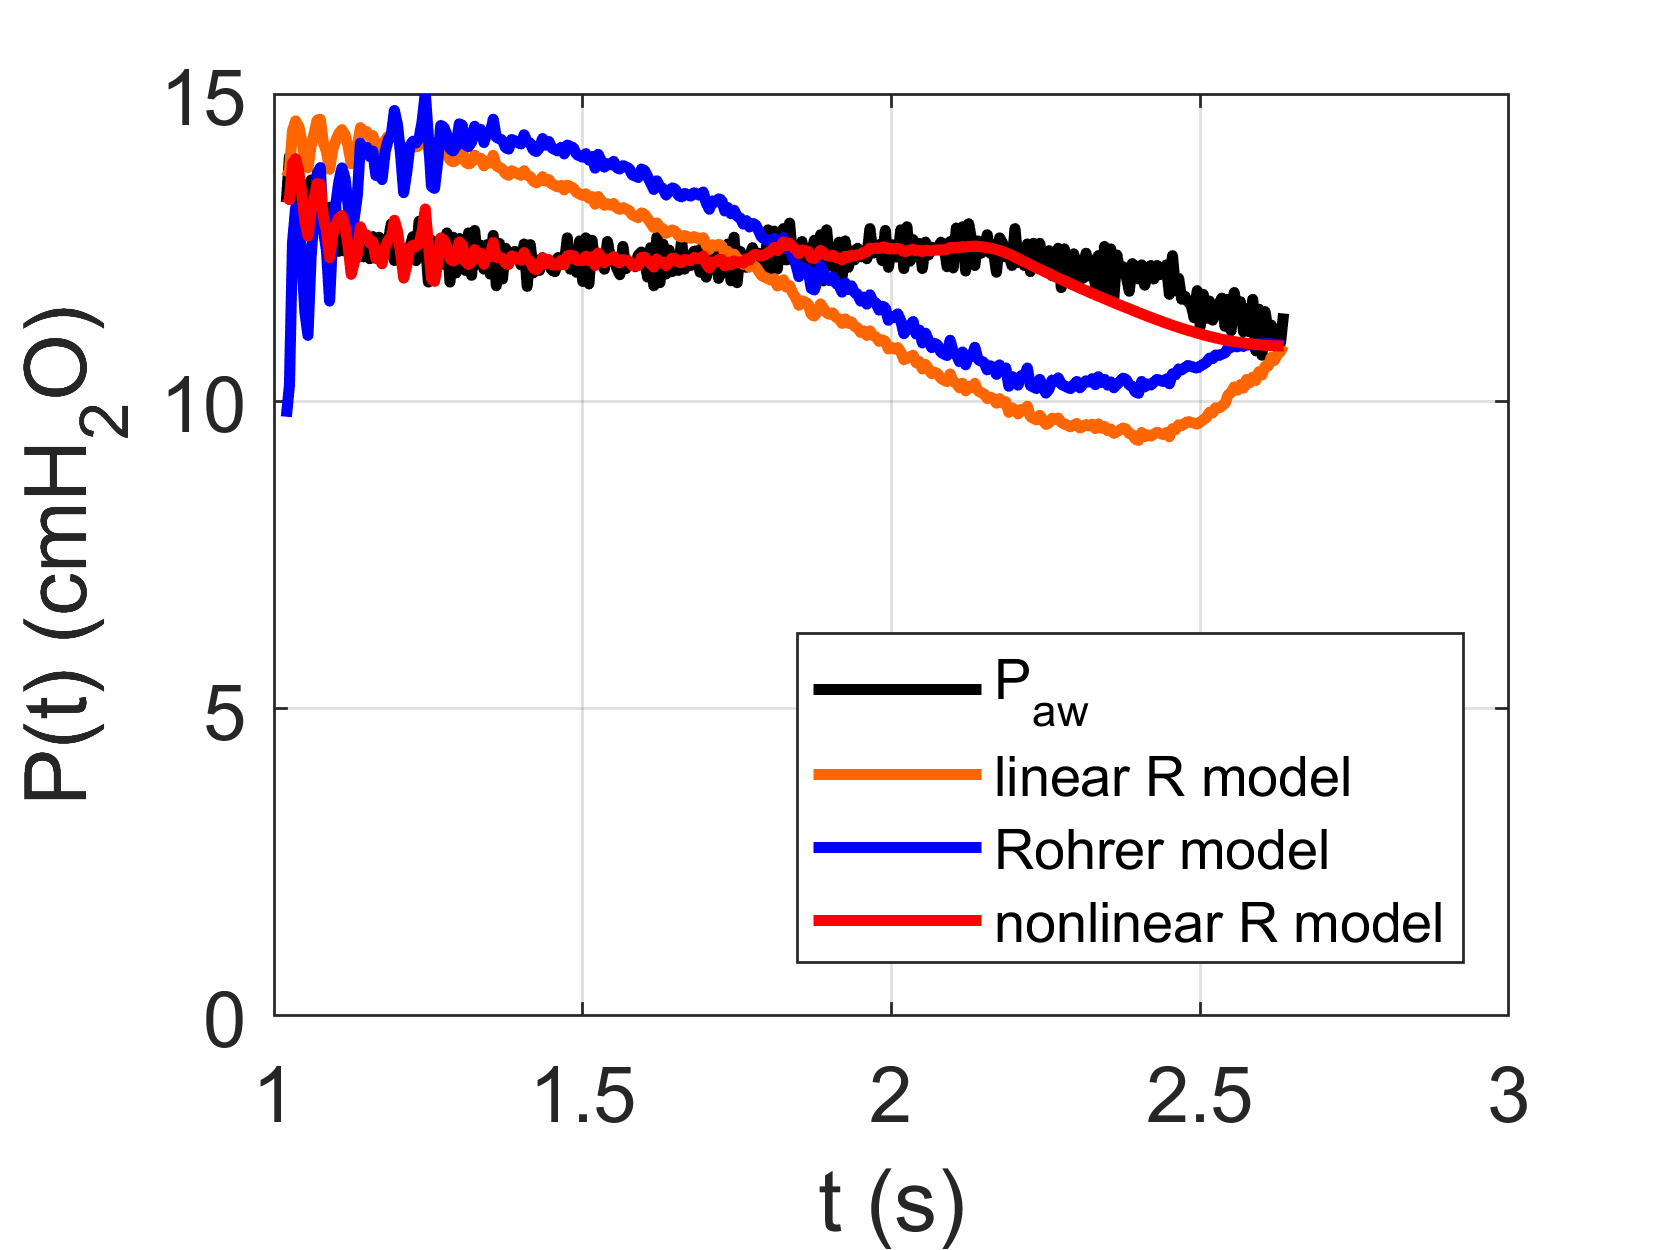 P(t) (cmH2O)
15
10
5
0
1 1.5 2 2.5 3
t (s)
Paw
linear R model
Rohrer model
nonlinear R model